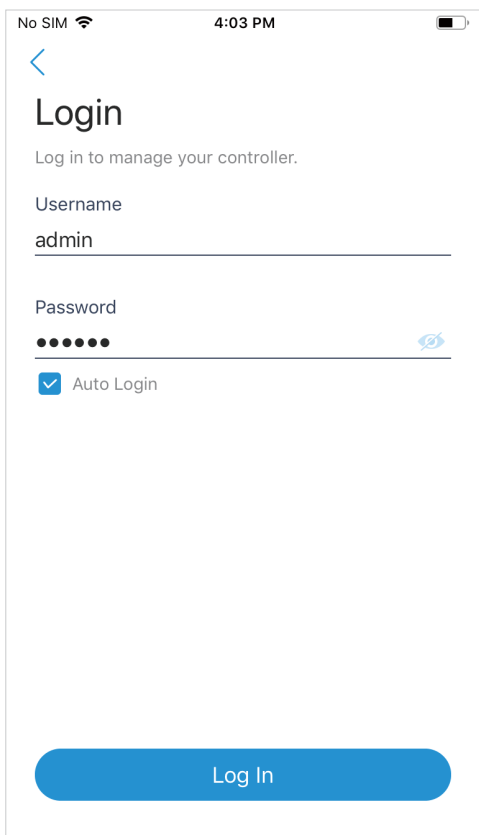 No SIM 4:03 PM
Login
Log in to manage your controller.
Username
admin
Password
●●●●●●
Auto Login
Log In